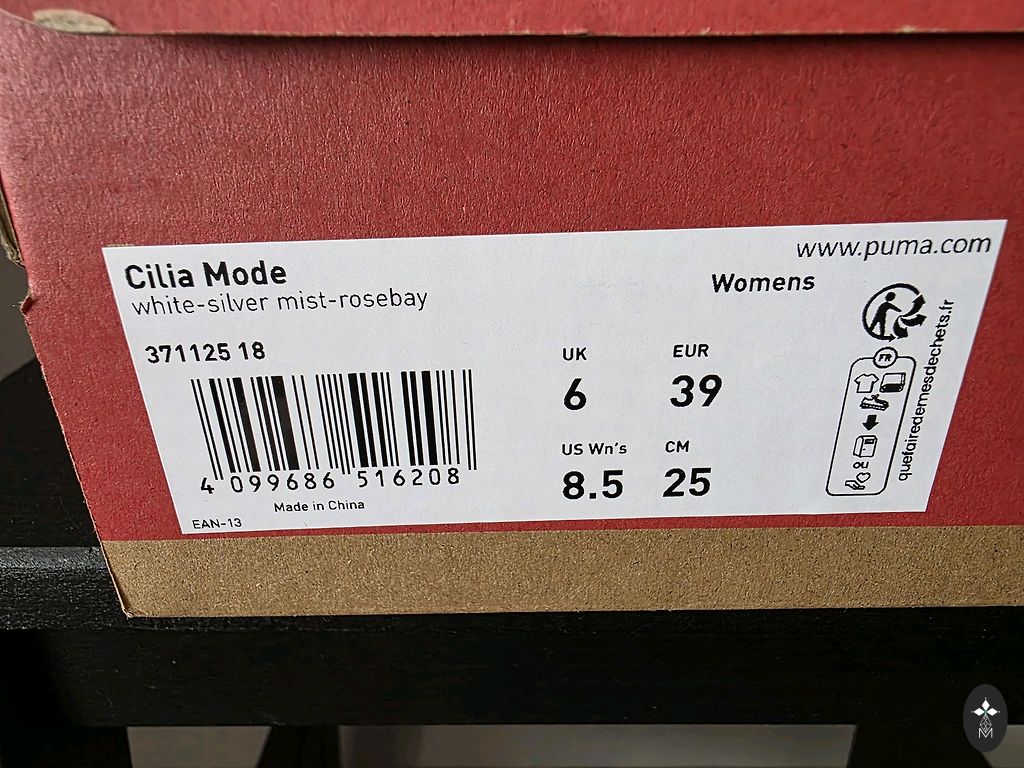 www.puma.com
Cilia Mode
Womens
white-silver mist-rosebay
371125 18
UK
EUR
6
39
US Wn's
CM
8.5
25
4 099686 516208
Made in China
EAN-13
FR
quefairedemesdechets.fr
M